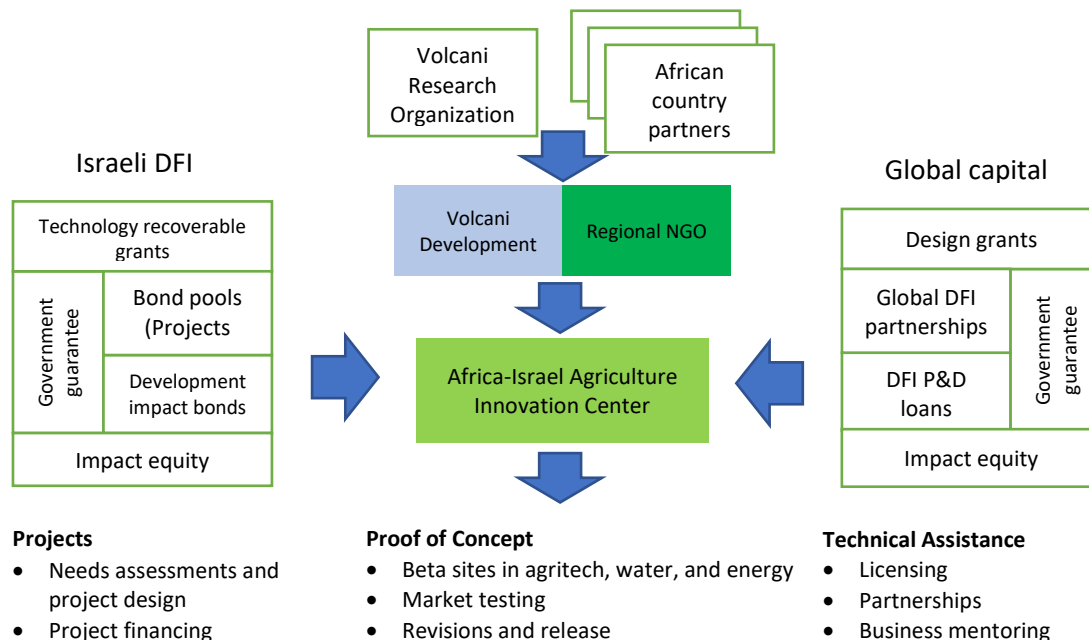 Volcani
Research
Organization
African
country
partners
Israeli DFI
Global capital
Technology recoverable
grants
Government
guarantee
Bond pools
(Projects
Development
impact bonds
Impact equity
Volcani
Development
Regional NGO
Africa-Israel Agriculture
Innovation Center
Design grants
Global DFI
partnerships
DFI P&D
loans
Government
guarantee
Impact equity
Projects
• Needs assessments and
project design
• Project financing
Proof of Concept
• Beta sites in agritech, water, and energy
• Market testing
• Revisions and release
Technical Assistance
• Licensing
• Partnerships
• Business mentoring